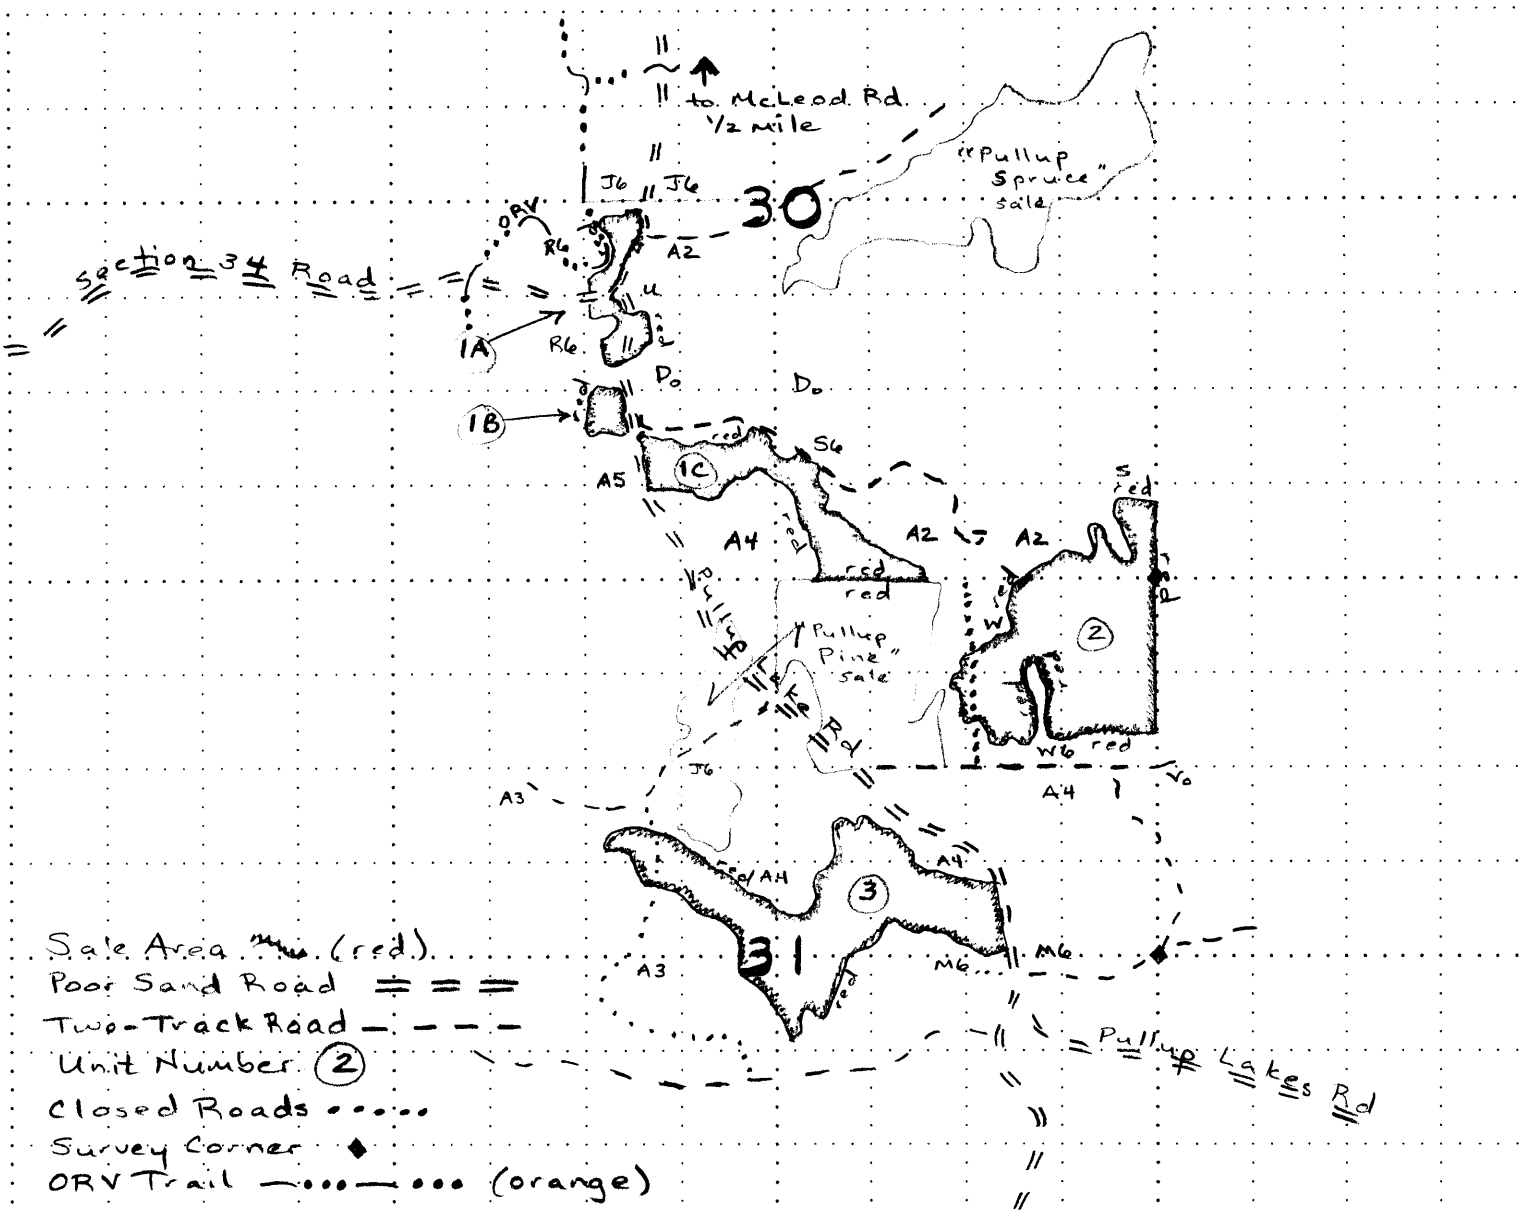 to McLeod Rd.
1/2 mile
"Pullup
Spruce"
sale
J6
J6
30
ORV
R6
A2
Section 34 Road
U
1A
R6
Do
Do
1B
red
S6
1C
A5
S
red
A4
red
A2
A2
red
red
red
red
W
2
Pullup
Lakes
Rd
"Pullup
Pine"
sale
W6
red
J6
A3
A4
Vo
red/A4
A4
3
Sale Area (red)
31
M6
M6
Poor Sand Road
A3
red
Two-Track Road
Unit Number 2
Pullup Lakes Rd
Closed Roads
Survey Corner
ORV Trail (orange)